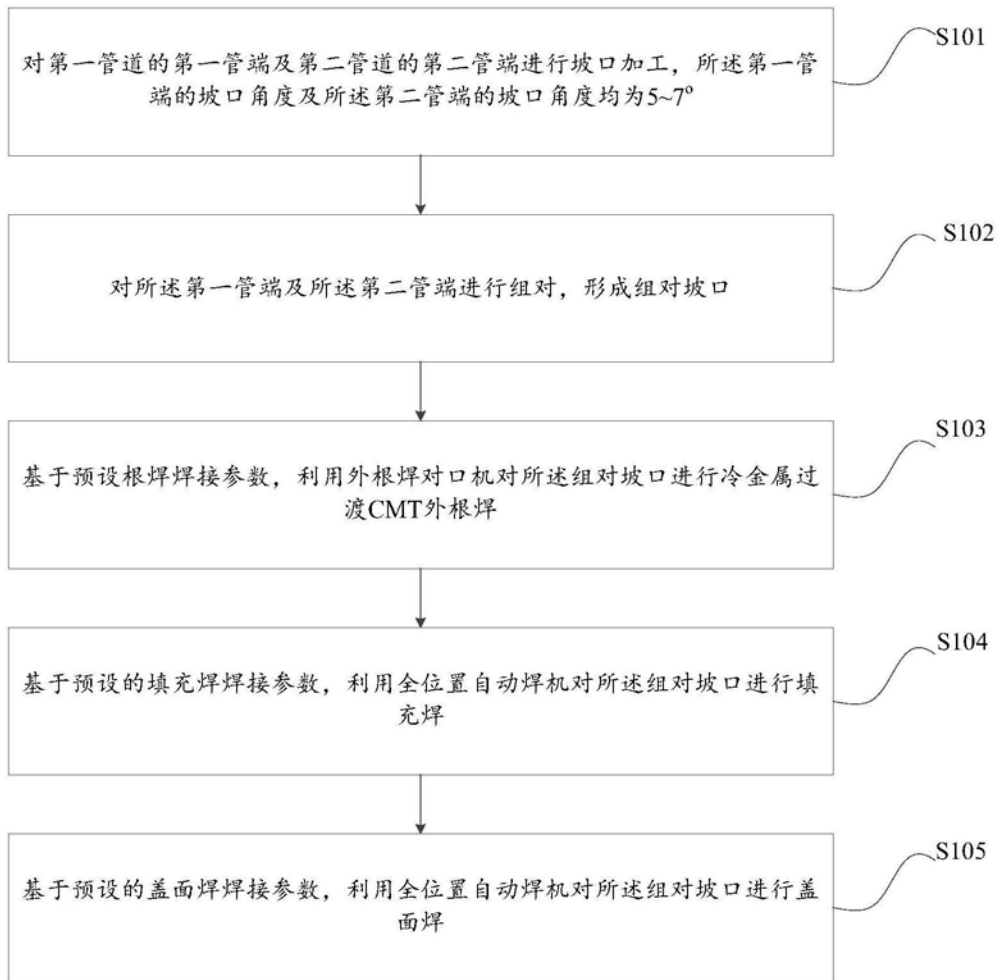 对第一管道的第一管端及第二管道的第二管端进行坡口加工，所述第一管
端的坡口角度及所述第二管端的坡口角度均为5~7°
S101
对所述第一管端及所述第二管端进行组对，形成组对坡口
S102
基于预设根焊焊接参数，利用外根焊对口机对所述组对坡口进行冷金属过
渡CMT外根焊
S103
基于预设的填充焊焊接参数，利用全位置自动焊机对所述组对坡口进行填
充焊
S104
基于预设的盖面焊焊接参数，利用全位置自动焊机对所述组对坡口进行盖
面焊
S105